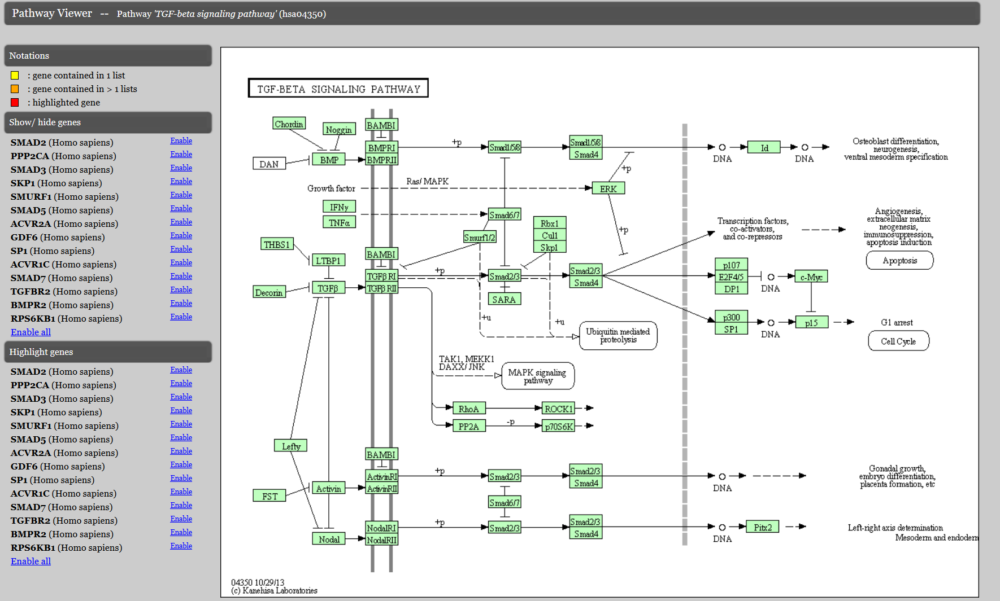 Pathway Viewer -- Pathway 'TGF-beta signaling pathway' (hsa04350)
Notations
: gene contained in 1 list
: gene contained in > 1 lists
: highlighted gene
Show/ hide genes
SMAD2 (Homo sapiens) Enable
PPP2CA (Homo sapiens) Enable
SMAD3 (Homo sapiens) Enable
SKP1 (Homo sapiens) Enable
SMURF1 (Homo sapiens) Enable
SMAD5 (Homo sapiens) Enable
ACVR2A (Homo sapiens) Enable
GDF6 (Homo sapiens) Enable
SP1 (Homo sapiens) Enable
ACVR1C (Homo sapiens) Enable
SMAD7 (Homo sapiens) Enable
TGFBR2 (Homo sapiens) Enable
BMPR2 (Homo sapiens) Enable
RPS6KB1 (Homo sapiens) Enable
Enable all
Highlight genes
SMAD2 (Homo sapiens) Enable
PPP2CA (Homo sapiens) Enable
SMAD3 (Homo sapiens) Enable
SKP1 (Homo sapiens) Enable
SMURF1 (Homo sapiens) Enable
SMAD5 (Homo sapiens) Enable
ACVR2A (Homo sapiens) Enable
GDF6 (Homo sapiens) Enable
SP1 (Homo sapiens) Enable
ACVR1C (Homo sapiens) Enable
SMAD7 (Homo sapiens) Enable
TGFBR2 (Homo sapiens) Enable
BMPR2 (Homo sapiens) Enable
RPS6KB1 (Homo sapiens) Enable
Enable all
TGF-BETA SIGNALING PATHWAY
Chordin
Noggin
BAMBI
DAN
BMP
BMPRI
BMPRII
+p
Smad1/5/8
Smad1/5/8
Smad4
DNA
Id
DNA
Osteoblast differentiation,
neurogenesis,
ventral mesoderm specification
+p
Growth factor
Ras/ MAPK
ERK
IFNγ
TNFα
Smad6/7
Smurf1/2
Rbx1
Cul1
Skp1
+p
Transcription factors,
co-activators,
and co-repressors
Angiogenesis,
extracellular matrix
neogenesis,
immunosuppression,
apoptosis induction
Apoptosis
THBS1
LTBP1
BAMBI
Decorin
TGFβ
TGFβ RI
TGFβ RII
+p
Smad2/3
SARA
Smad2/3
Smad4
p107
E2F4/5
DP1
DNA
c-Myc
p300
SP1
DNA
p15
G1 arrest
Cell Cycle
+u
+u
Ubiquitin mediated
proteolysis
TAK1, MEKK1
DAXX/ JNK
MAPK signaling
pathway
RhoA
ROCK1
PP2A
-p
p70S6K
Lefty
BAMBI
FST
Activin
ActivinRI
ActivinRII
+p
Smad2/3
Smad2/3
Smad4
DNA
Gonadal growth,
embryo differentiation,
placenta formation, etc
Smad6/7
Nodal
NodalRI
NodalRII
+p
Smad2/3
Smad2/3
Smad4
DNA
Pitx2
Left-right axis determination
Mesoderm and endoderm
04350 10/29/13
(c) Kanehisa Laboratories